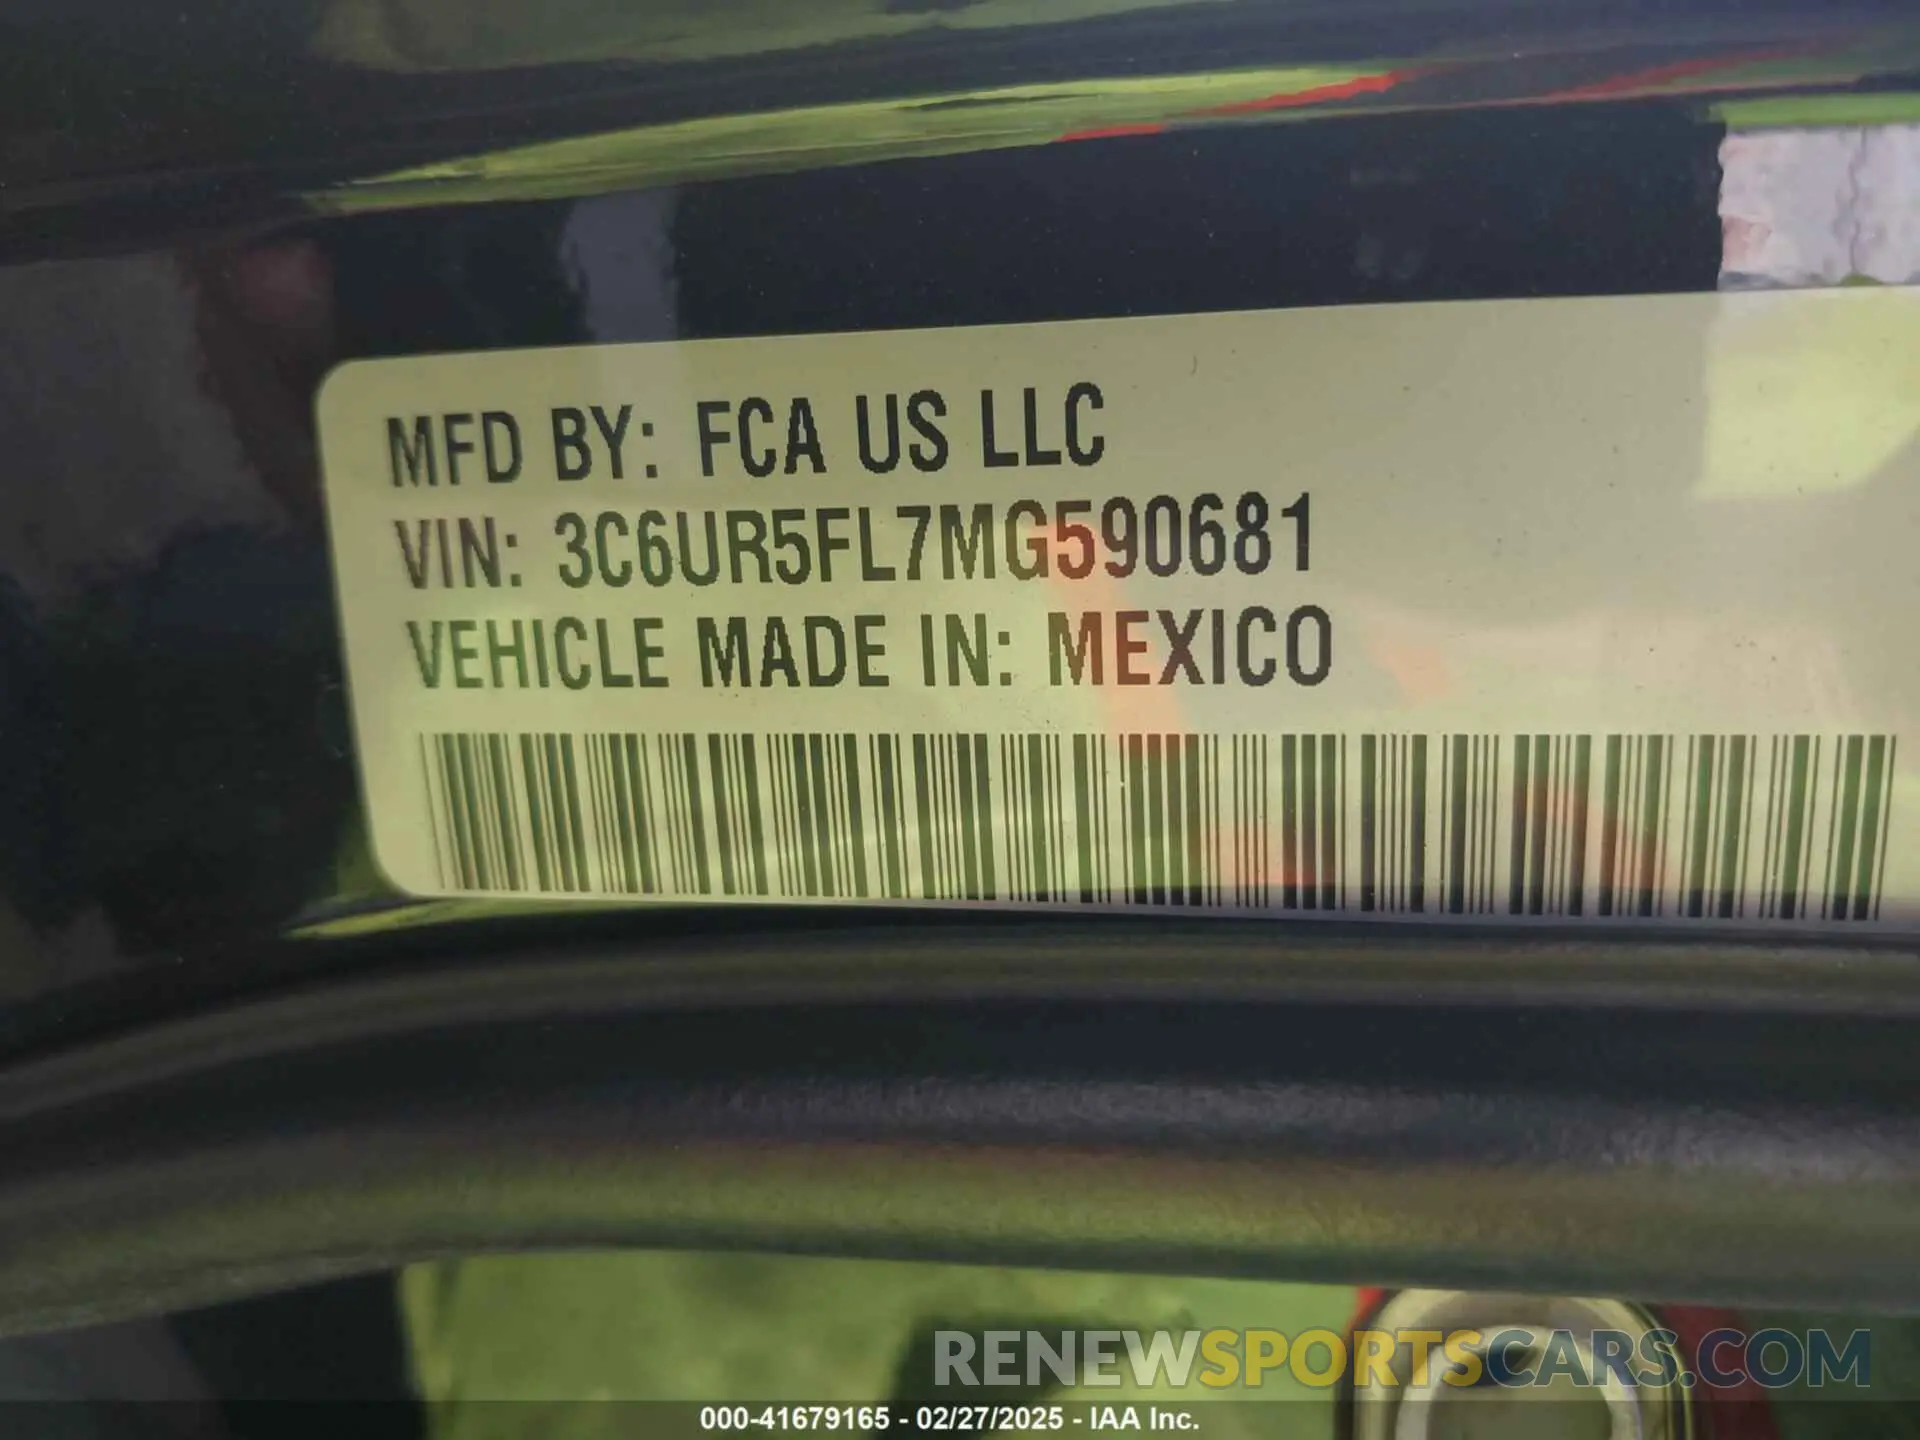 MFD BY: FCA US LLC
VIN: 3C6UR5FL7MG590681
VEHICLE MADE IN: MEXICO
RENEWSPORTSCARS.COM
000-41679165 - 02/27/2025 - IAA Inc.